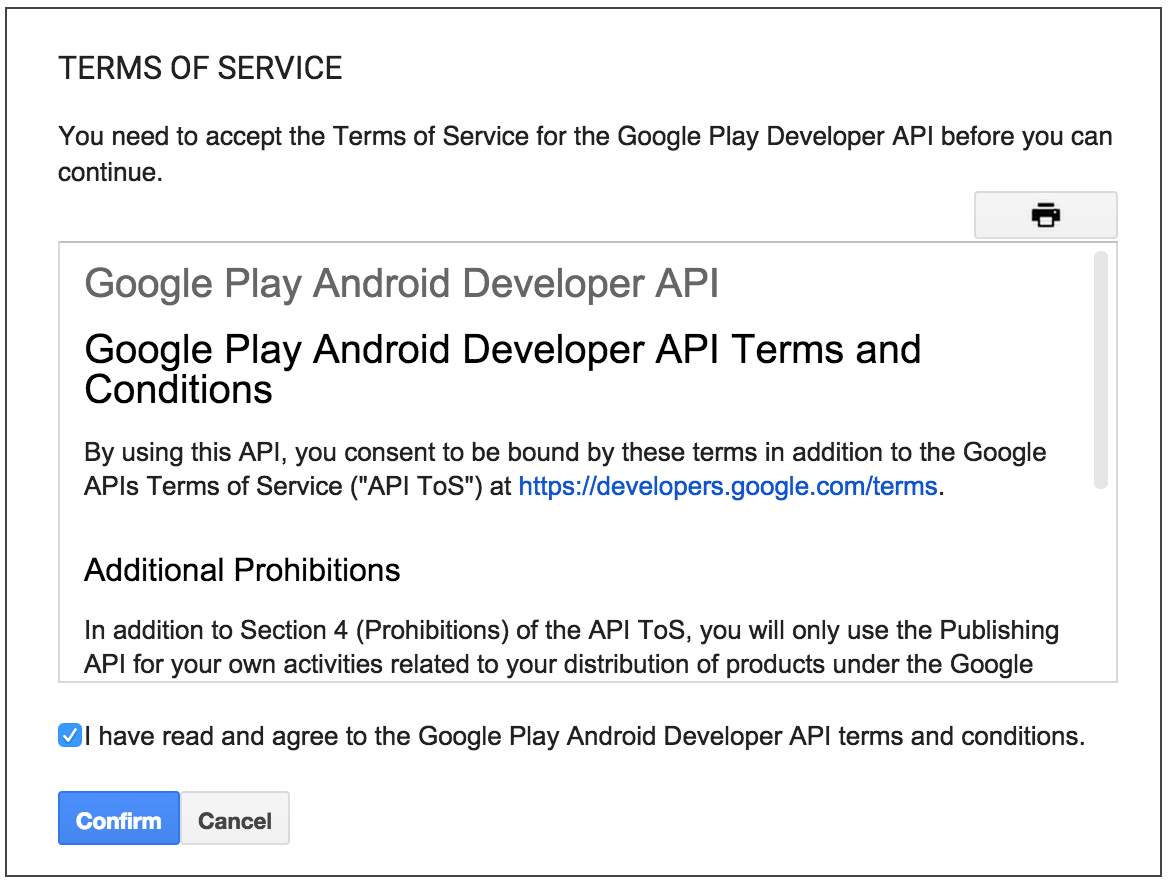 TERMS OF SERVICE
You need to accept the Terms of Service for the Google Play Developer API before you can
continue.
Google Play Android Developer API
Google Play Android Developer API Terms and
Conditions
By using this API, you consent to be bound by these terms in addition to the Google
APIs Terms of Service ("API ToS") at https://developers.google.com/terms.
Additional Prohibitions
In addition to Section 4 (Prohibitions) of the API ToS, you will only use the Publishing
API for your own activities related to your distribution of products under the Google
I have read and agree to the Google Play Android Developer API terms and conditions.
Confirm Cancel